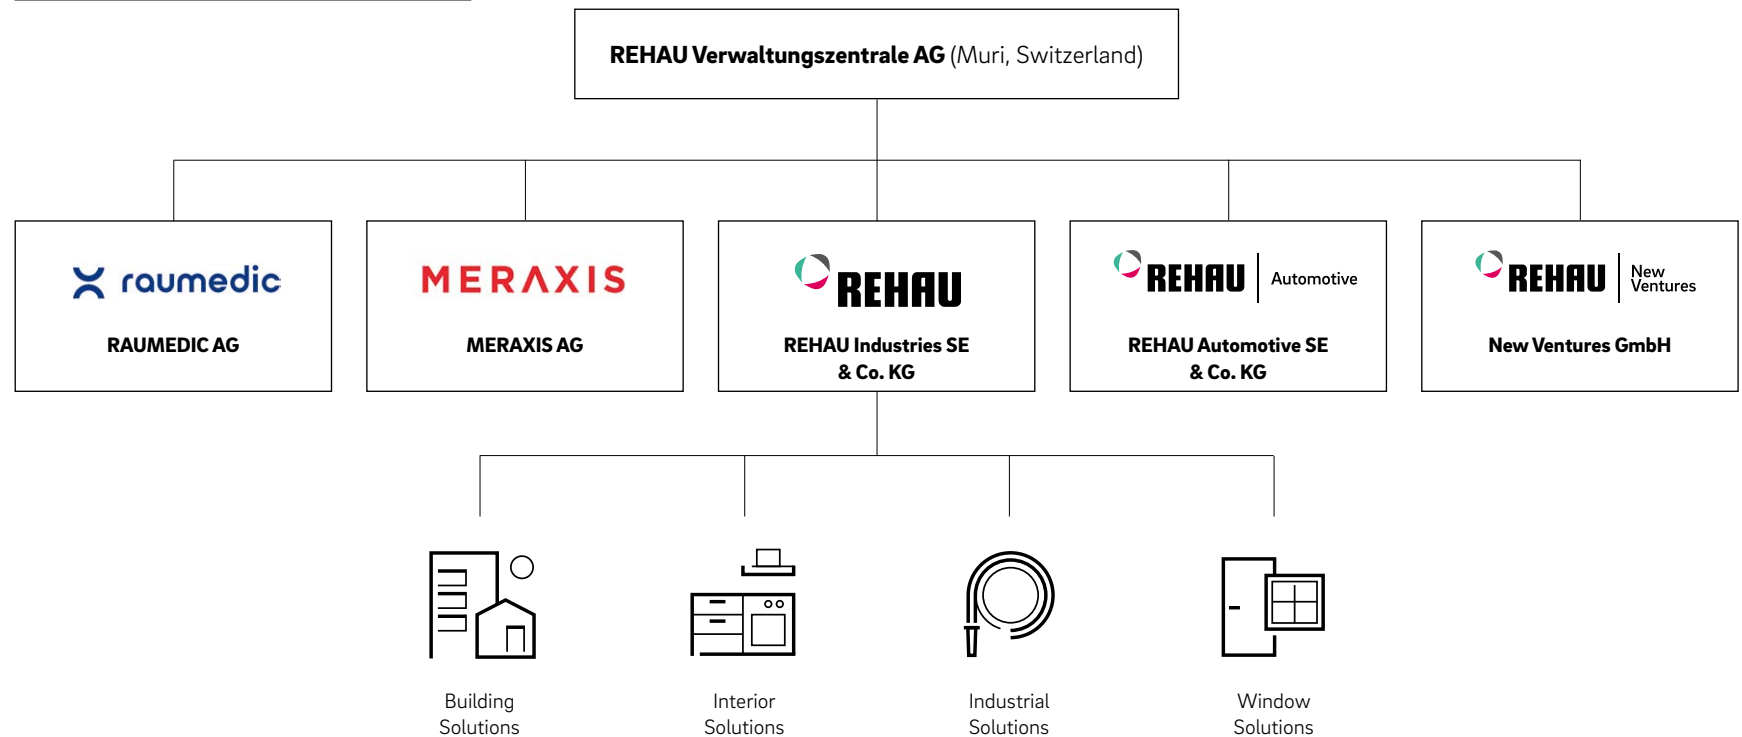 REHAU Verwaltungszentrale AG (Muri, Switzerland)
raumedic
RAUMEDIC AG
MERAXIS
MERAXIS AG
REHAU
REHAU Industries SE
& Co. KG
REHAU Automotive
REHAU Automotive SE
& Co. KG
REHAU New
Ventures
New Ventures GmbH
Building
Solutions
Interior
Solutions
Industrial
Solutions
Window
Solutions